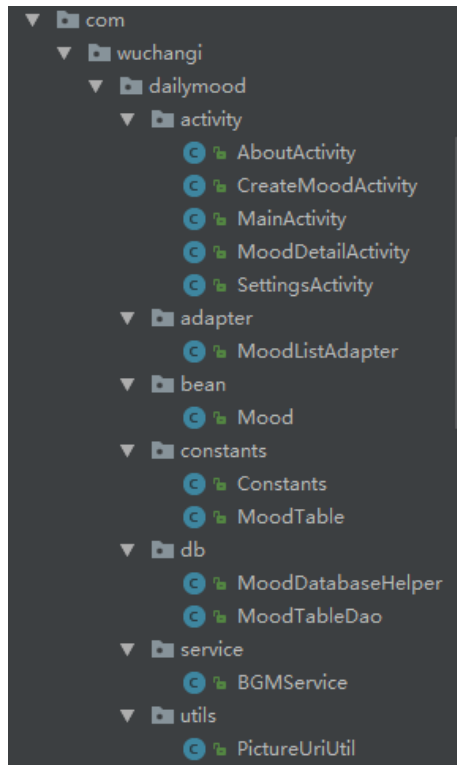 com
wuchangi
dailymood
activity
AboutActivity
CreateMoodActivity
MainActivity
MoodDetailActivity
SettingsActivity
adapter
MoodListAdapter
bean
Mood
constants
Constants
MoodTable
db
MoodDatabaseHelper
MoodTableDao
service
BGMService
utils
PictureUriUtil